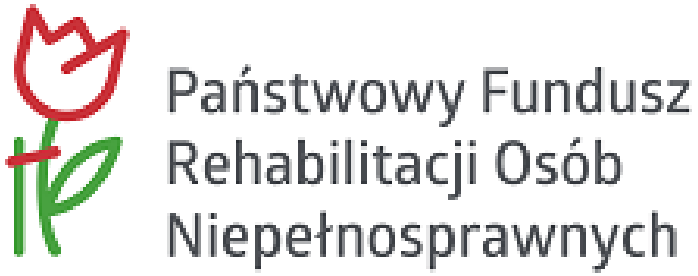 Państwowy Fundusz
Rehabilitacji Osób
Niepełnosprawnych